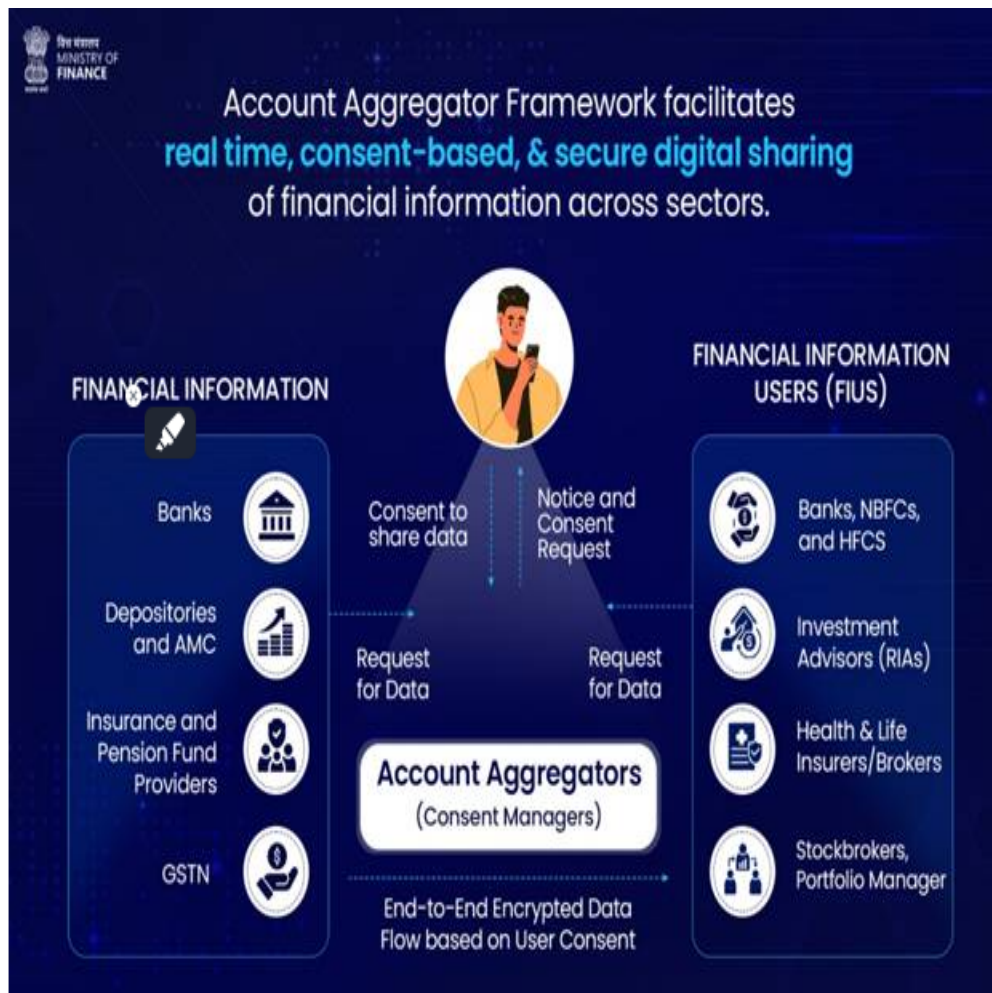 वित्त मंत्रालय
MINISTRY OF
FINANCE
सत्यमेव जयते
Account Aggregator Framework facilitates
real time, consent-based, & secure digital sharing
of financial information across sectors.
FINANCIAL INFORMATION
Banks
Depositories
and AMC
Insurance and
Pension Fund
Providers
GSTN
Consent to
share data
Notice and
Consent
Request
Request
for Data
Request
for Data
Account Aggregators
(Consent Managers)
End-to-End Encrypted Data
Flow based on User Consent
FINANCIAL INFORMATION
USERS (FIUS)
Banks, NBFCs,
and HFCS
Investment
Advisors (RIAs)
Health & Life
Insurers/Brokers
Stockbrokers,
Portfolio Manager